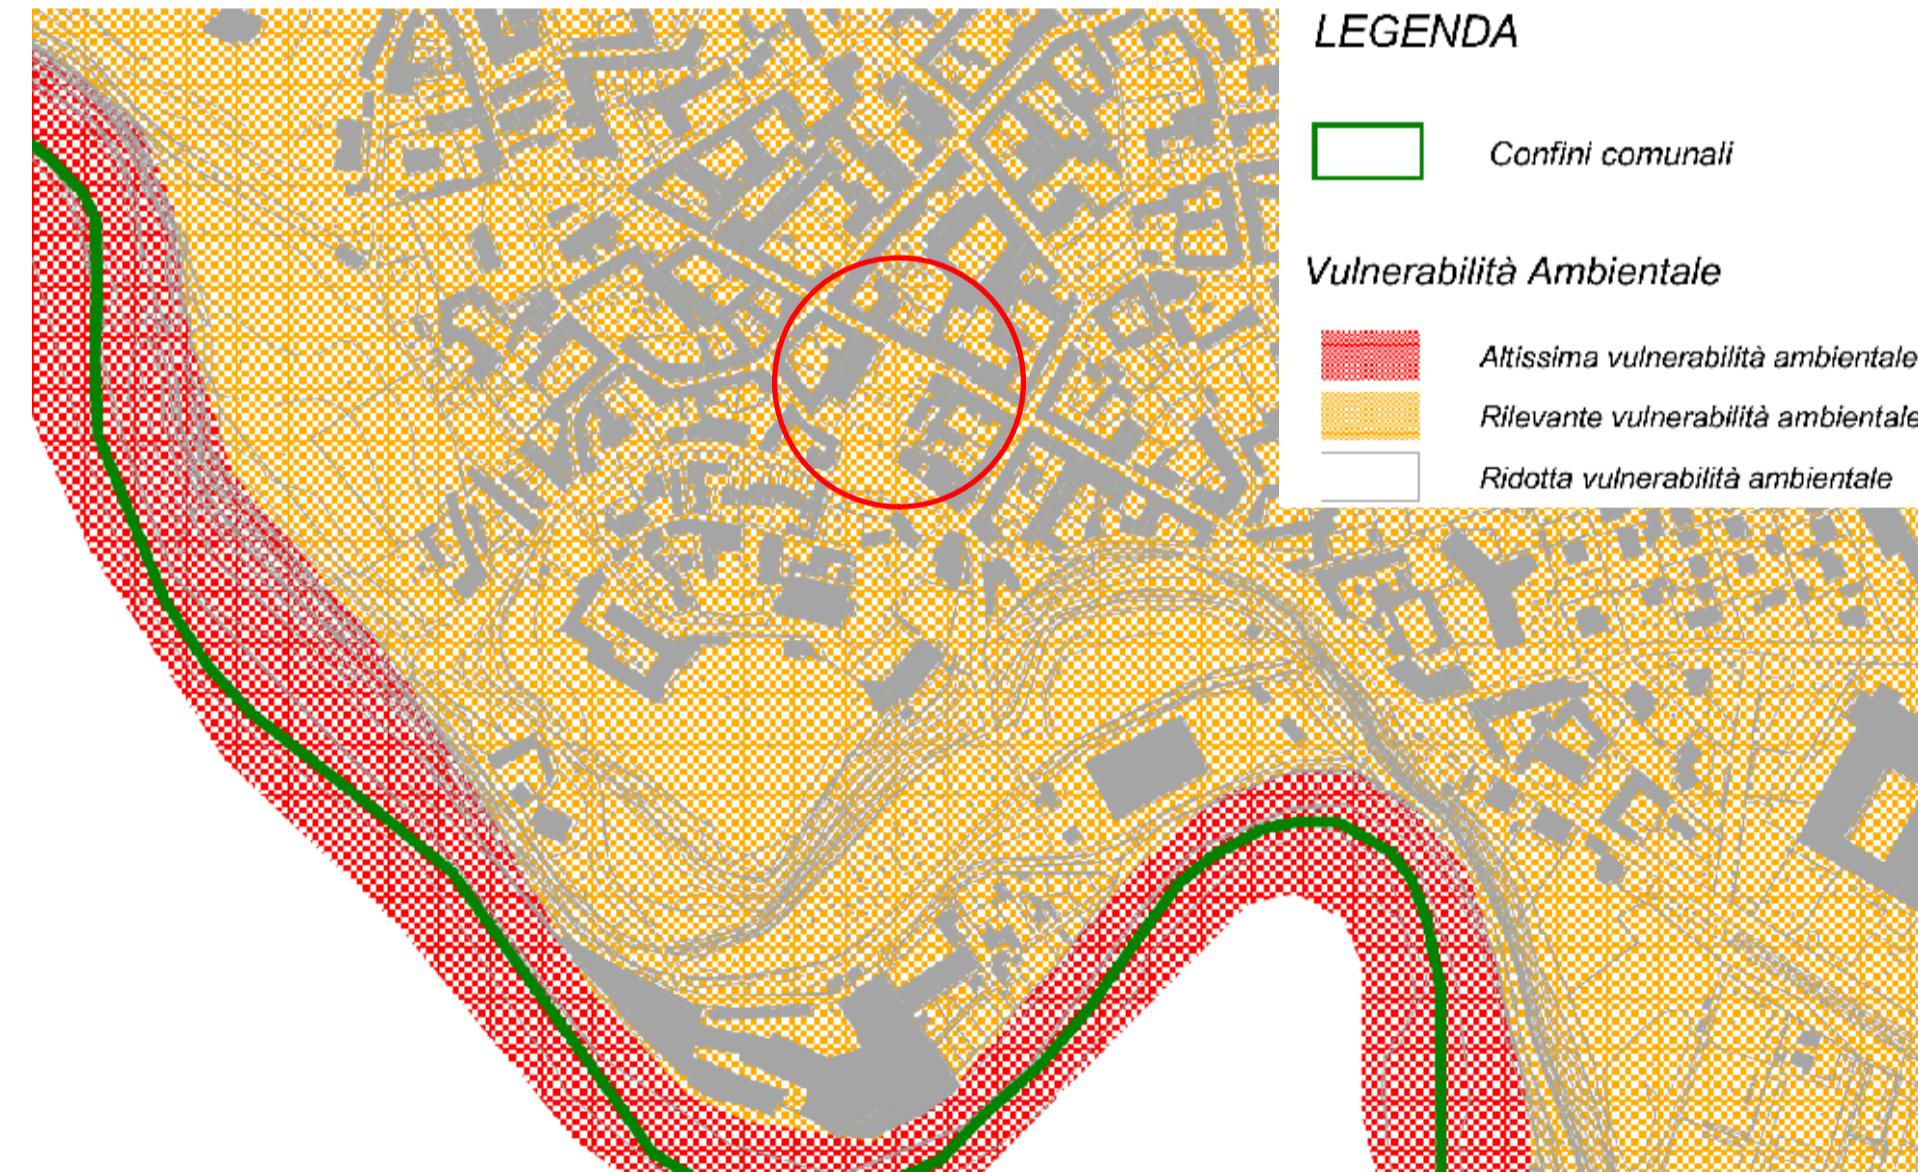 LEGENDA
Confini comunali
Vulnerabilità Ambientale
Altissima vulnerabilità ambientale
Rilevante vulnerabilità ambientale
Ridotta vulnerabilità ambientale